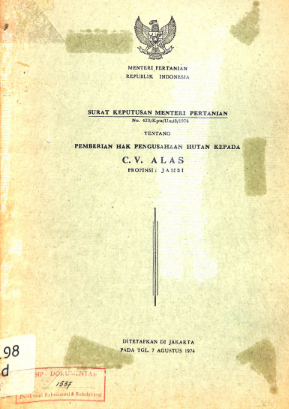 MENTERI PERTANIAN
REPUBLIK INDONESIA
SURAT KEPUTUSAN MENTERI PERTANIAN
TENTANG
PEMBERIAN HAK PENGUSAHAAN HUTAN KEPADA
C.V. ALAS
PROPINSI: JAMBI
DITETAPKAN DI JAKARTA
PADA TGL. 7 AGUSTUS 1974
98
d